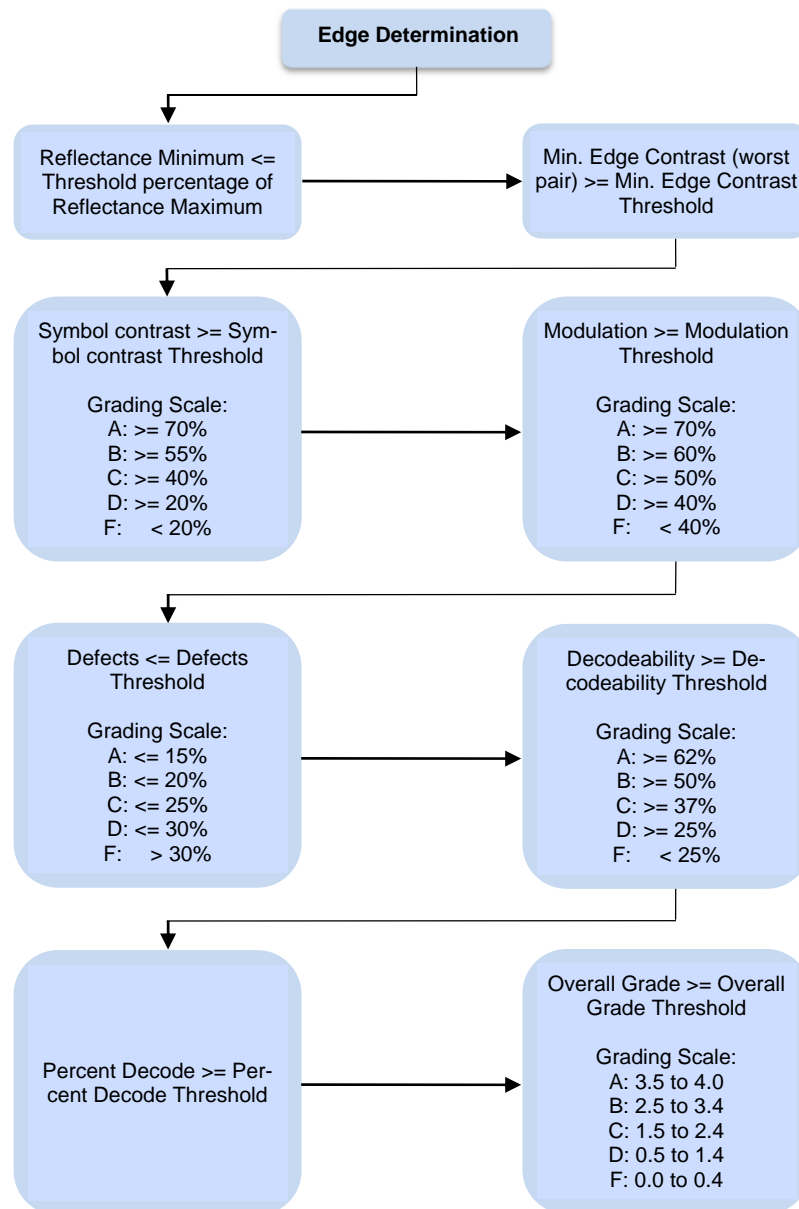 Edge Determination
Reflectance Minimum <=
Threshold percentage of
Reflectance Maximum
Min. Edge Contrast (worst
pair) >= Min. Edge Contrast
Threshold
Symbol contrast >= Sym-
bol contrast Threshold
Grading Scale:
A: >= 70%
B: >= 55%
C: >= 40%
D: >= 20%
F: < 20%
Modulation >= Modulation
Threshold
Grading Scale:
A: >= 70%
B: >= 60%
C: >= 50%
D: >= 40%
F: < 40%
Defects <= Defects
Threshold
Grading Scale:
A: <= 15%
B: <= 20%
C: <= 25%
D: <= 30%
F: > 30%
Decodeability >= De-
codeability Threshold
Grading Scale:
A: >= 62%
B: >= 50%
C: >= 37%
D: >= 25%
F: < 25%
Percent Decode >= Per-
cent Decode Threshold
Overall Grade >= Overall
Grade Threshold
Grading Scale:
A: 3.5 to 4.0
B: 2.5 to 3.4
C: 1.5 to 2.4
D: 0.5 to 1.4
F: 0.0 to 0.4